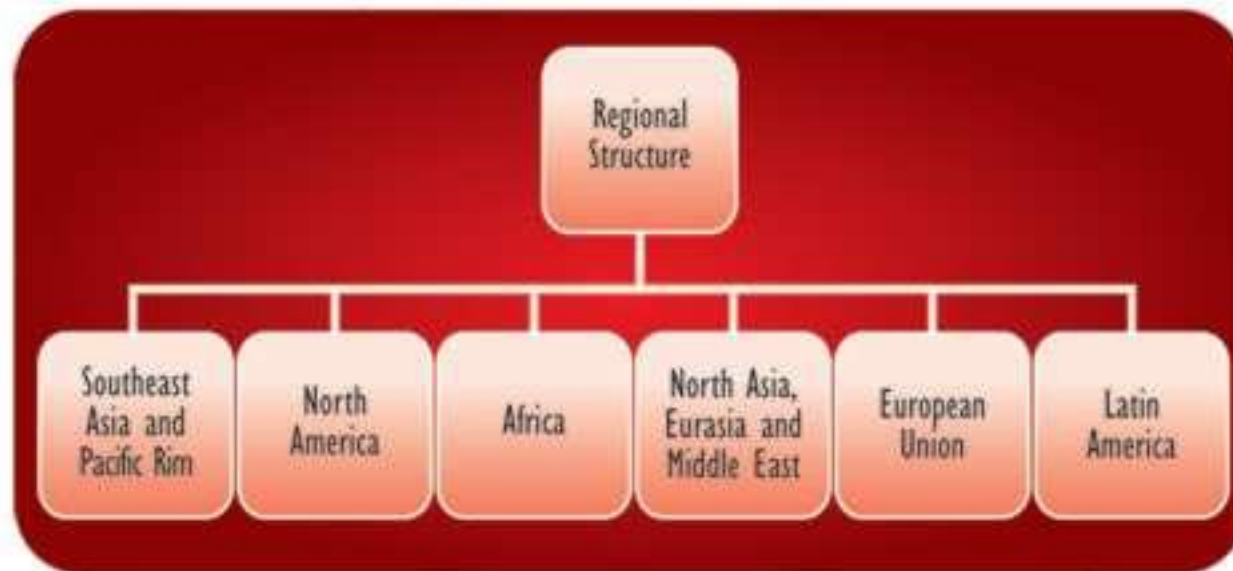 Regional
Structure
Southeast
Asia and
Pacific Rim
North
America
Africa
North Asia,
Eurasia and
Middle East
European
Union
Latin
America